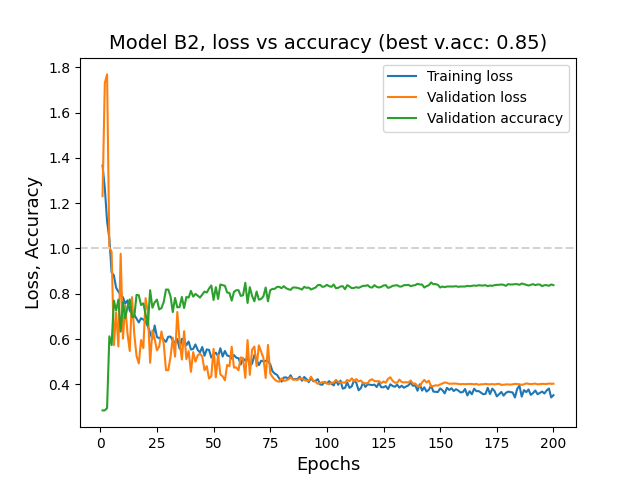 Model B2, loss vs accuracy (best v.acc: 0.85)
Training loss
Validation loss
Validation accuracy
Loss, Accuracy
1.8
1.6
1.4
1.2
1.0
0.8
0.6
0.4
0 25 50 75 100 125 150 175 200
Epochs